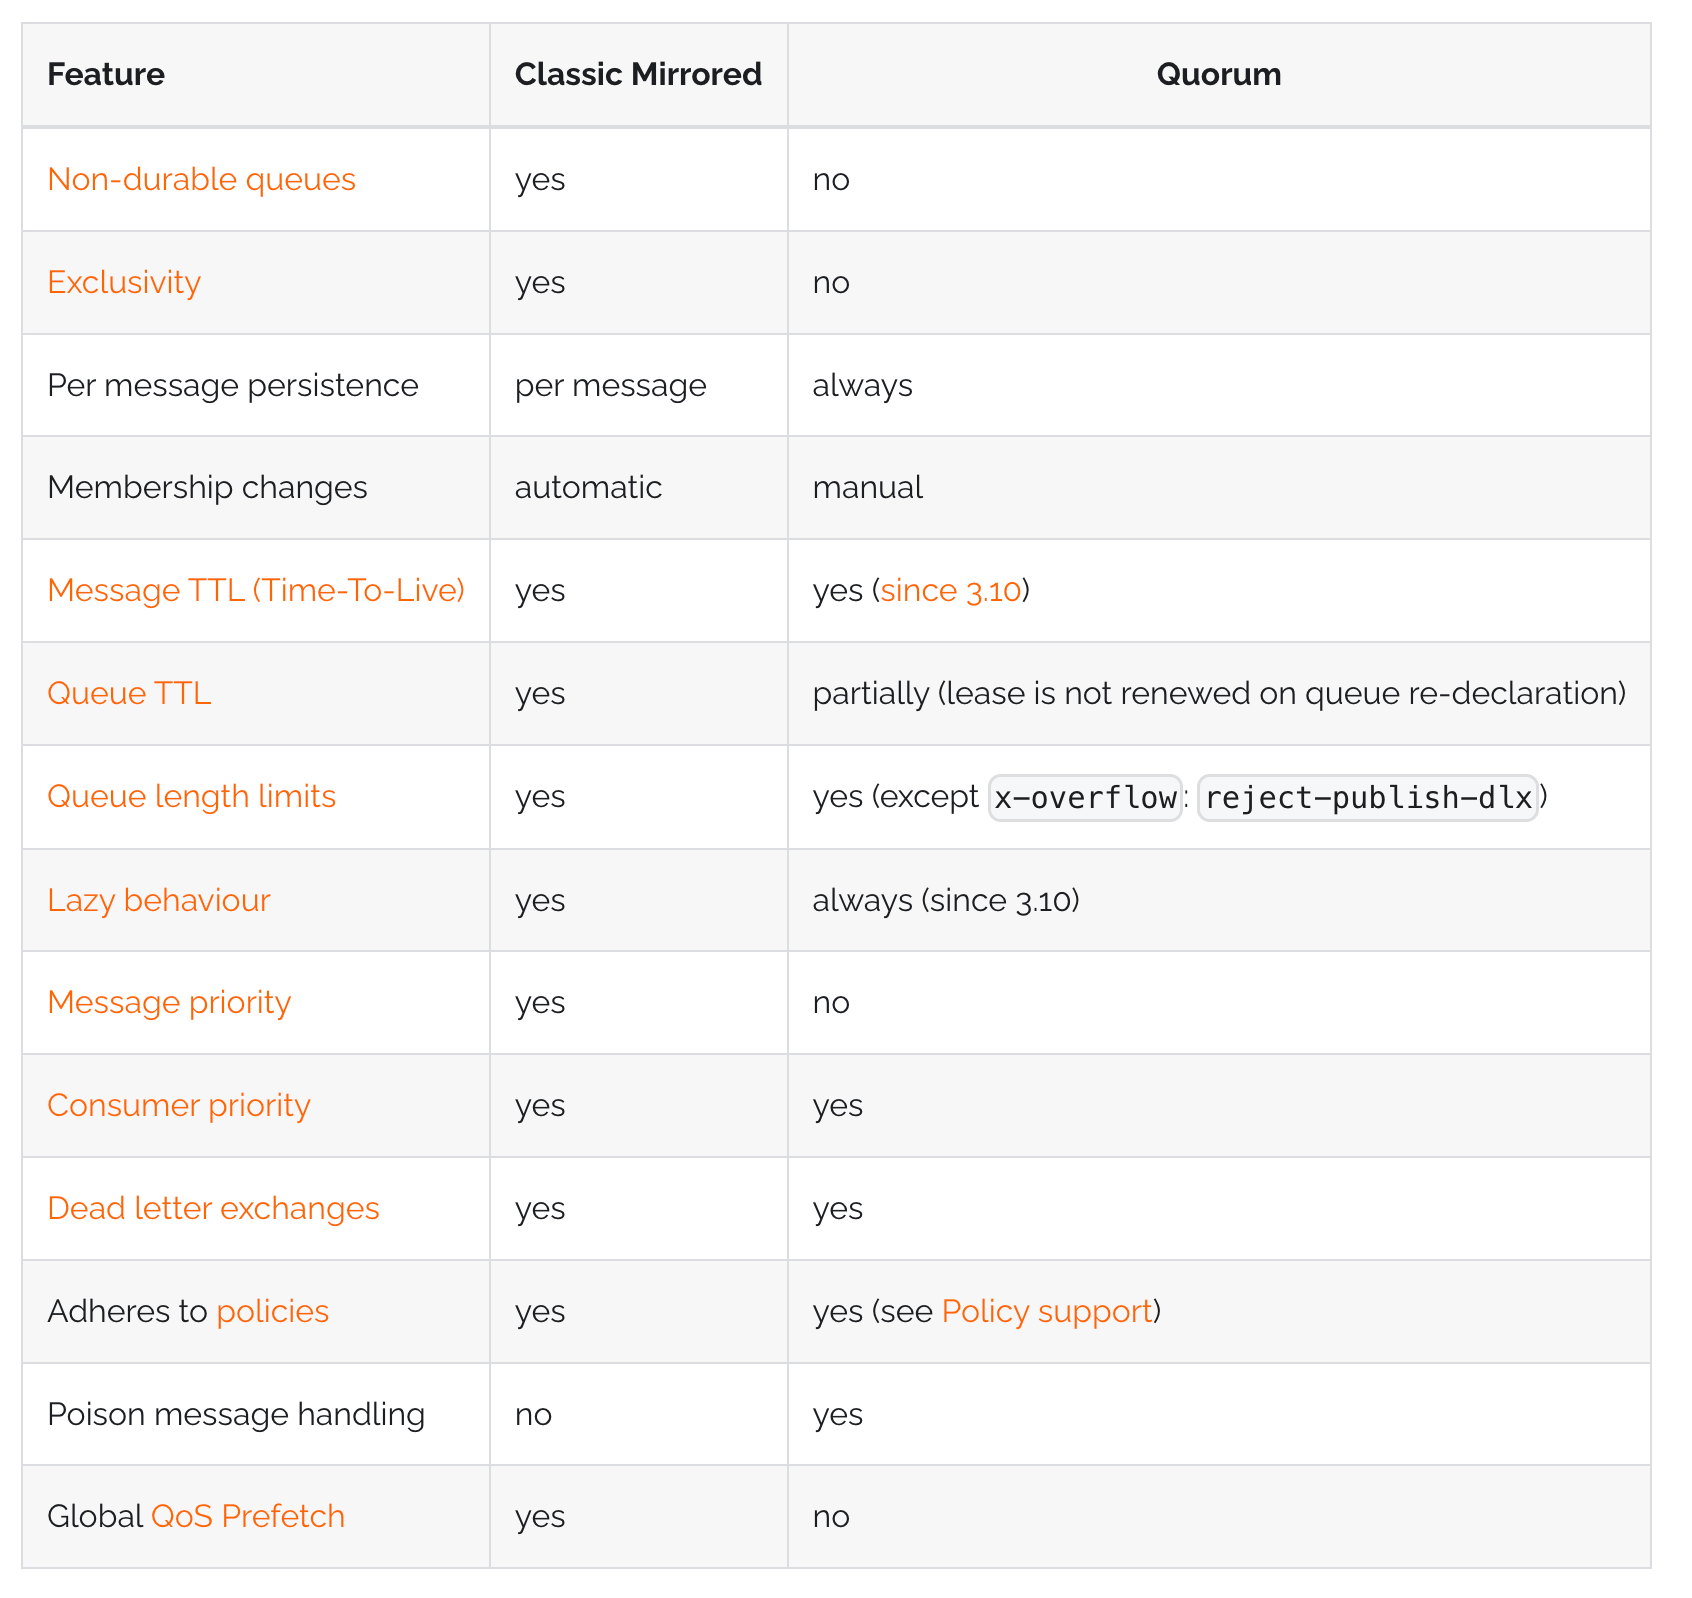 Feature Classic Mirrored Quorum
Non-durable queues yes no
Exclusivity yes no
Per message persistence per message always
Membership changes automatic manual
Message TTL (Time-To-Live) yes yes (since 3.10)
Queue TTL yes partially (lease is not renewed on queue re-declaration)
Queue length limits yes yes (except x-overflow: reject-publish-dlx)
Lazy behaviour yes always (since 3.10)
Message priority yes no
Consumer priority yes yes
Dead letter exchanges yes yes
Adheres to policies yes yes (see Policy support)
Poison message handling no yes
Global QoS Prefetch yes no